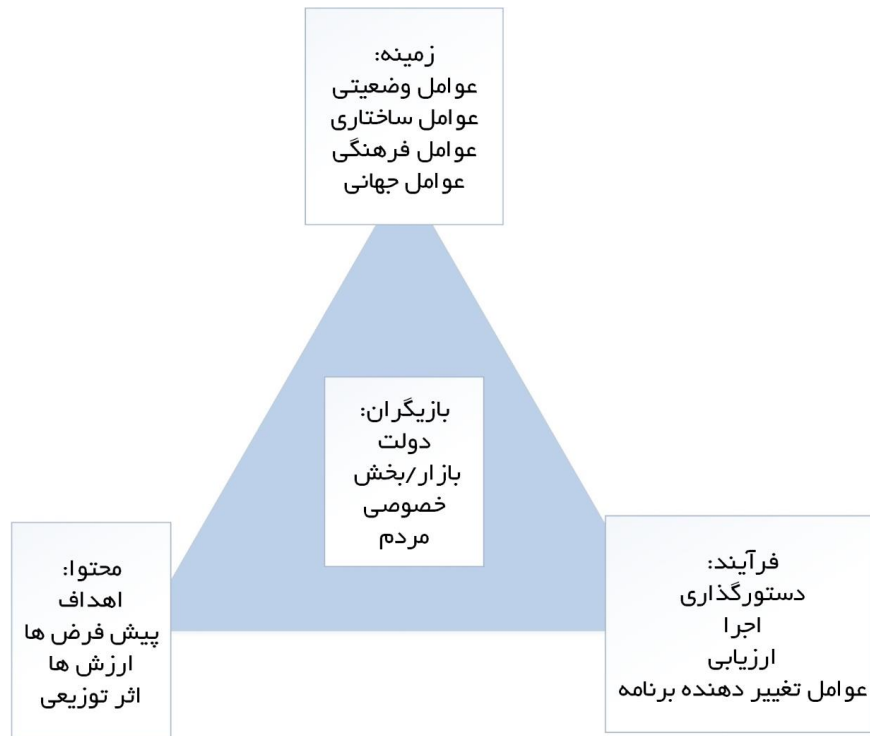 زمینه:
عوامل وضعیتی
عوامل ساختاری
عوامل فرهنگی
عوامل جهانی
بازیگران:
دولت
بازار/بخش
خصوصی
مردم
محتوا:
اهداف
پیش فرض ها
ارزش ها
اثر توزیعی
فرآیند:
دستورگذاری
اجرا
ارزیابی
عوامل تغییر دهنده برنامه